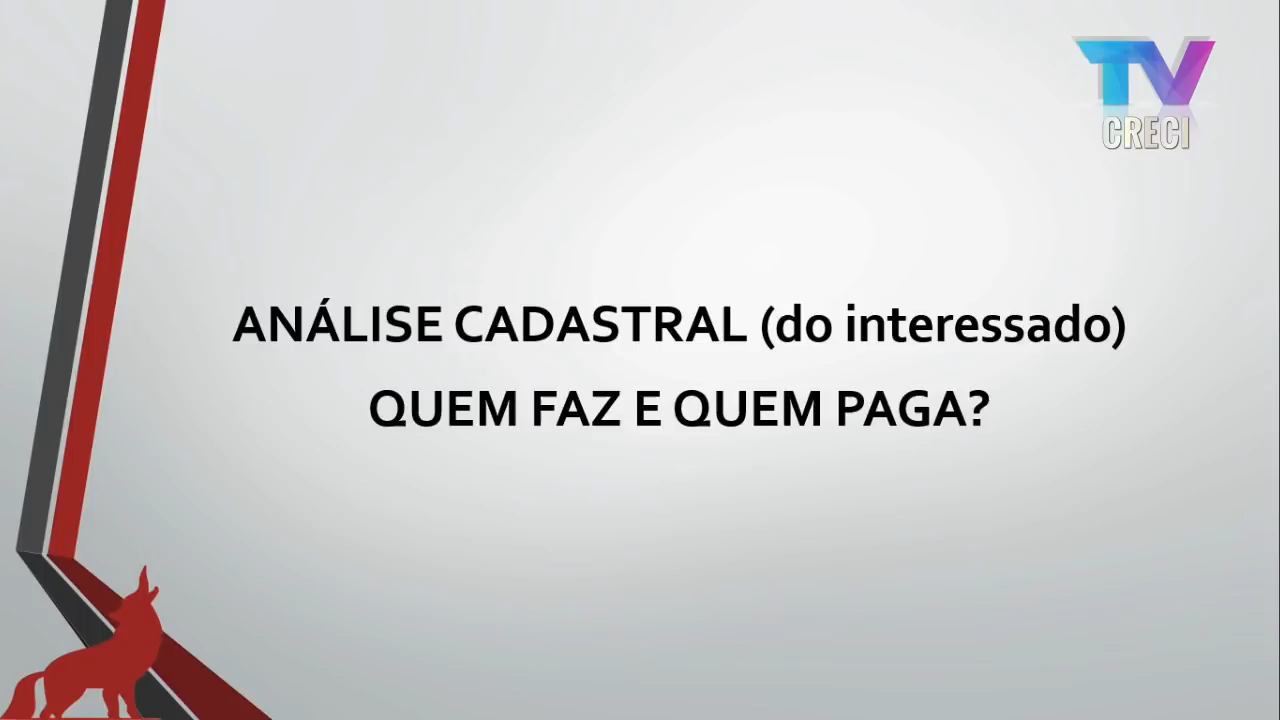 TV
CRECI
ANÁLISE CADASTRAL (do interessado)
QUEM FAZ E QUEM PAGA?